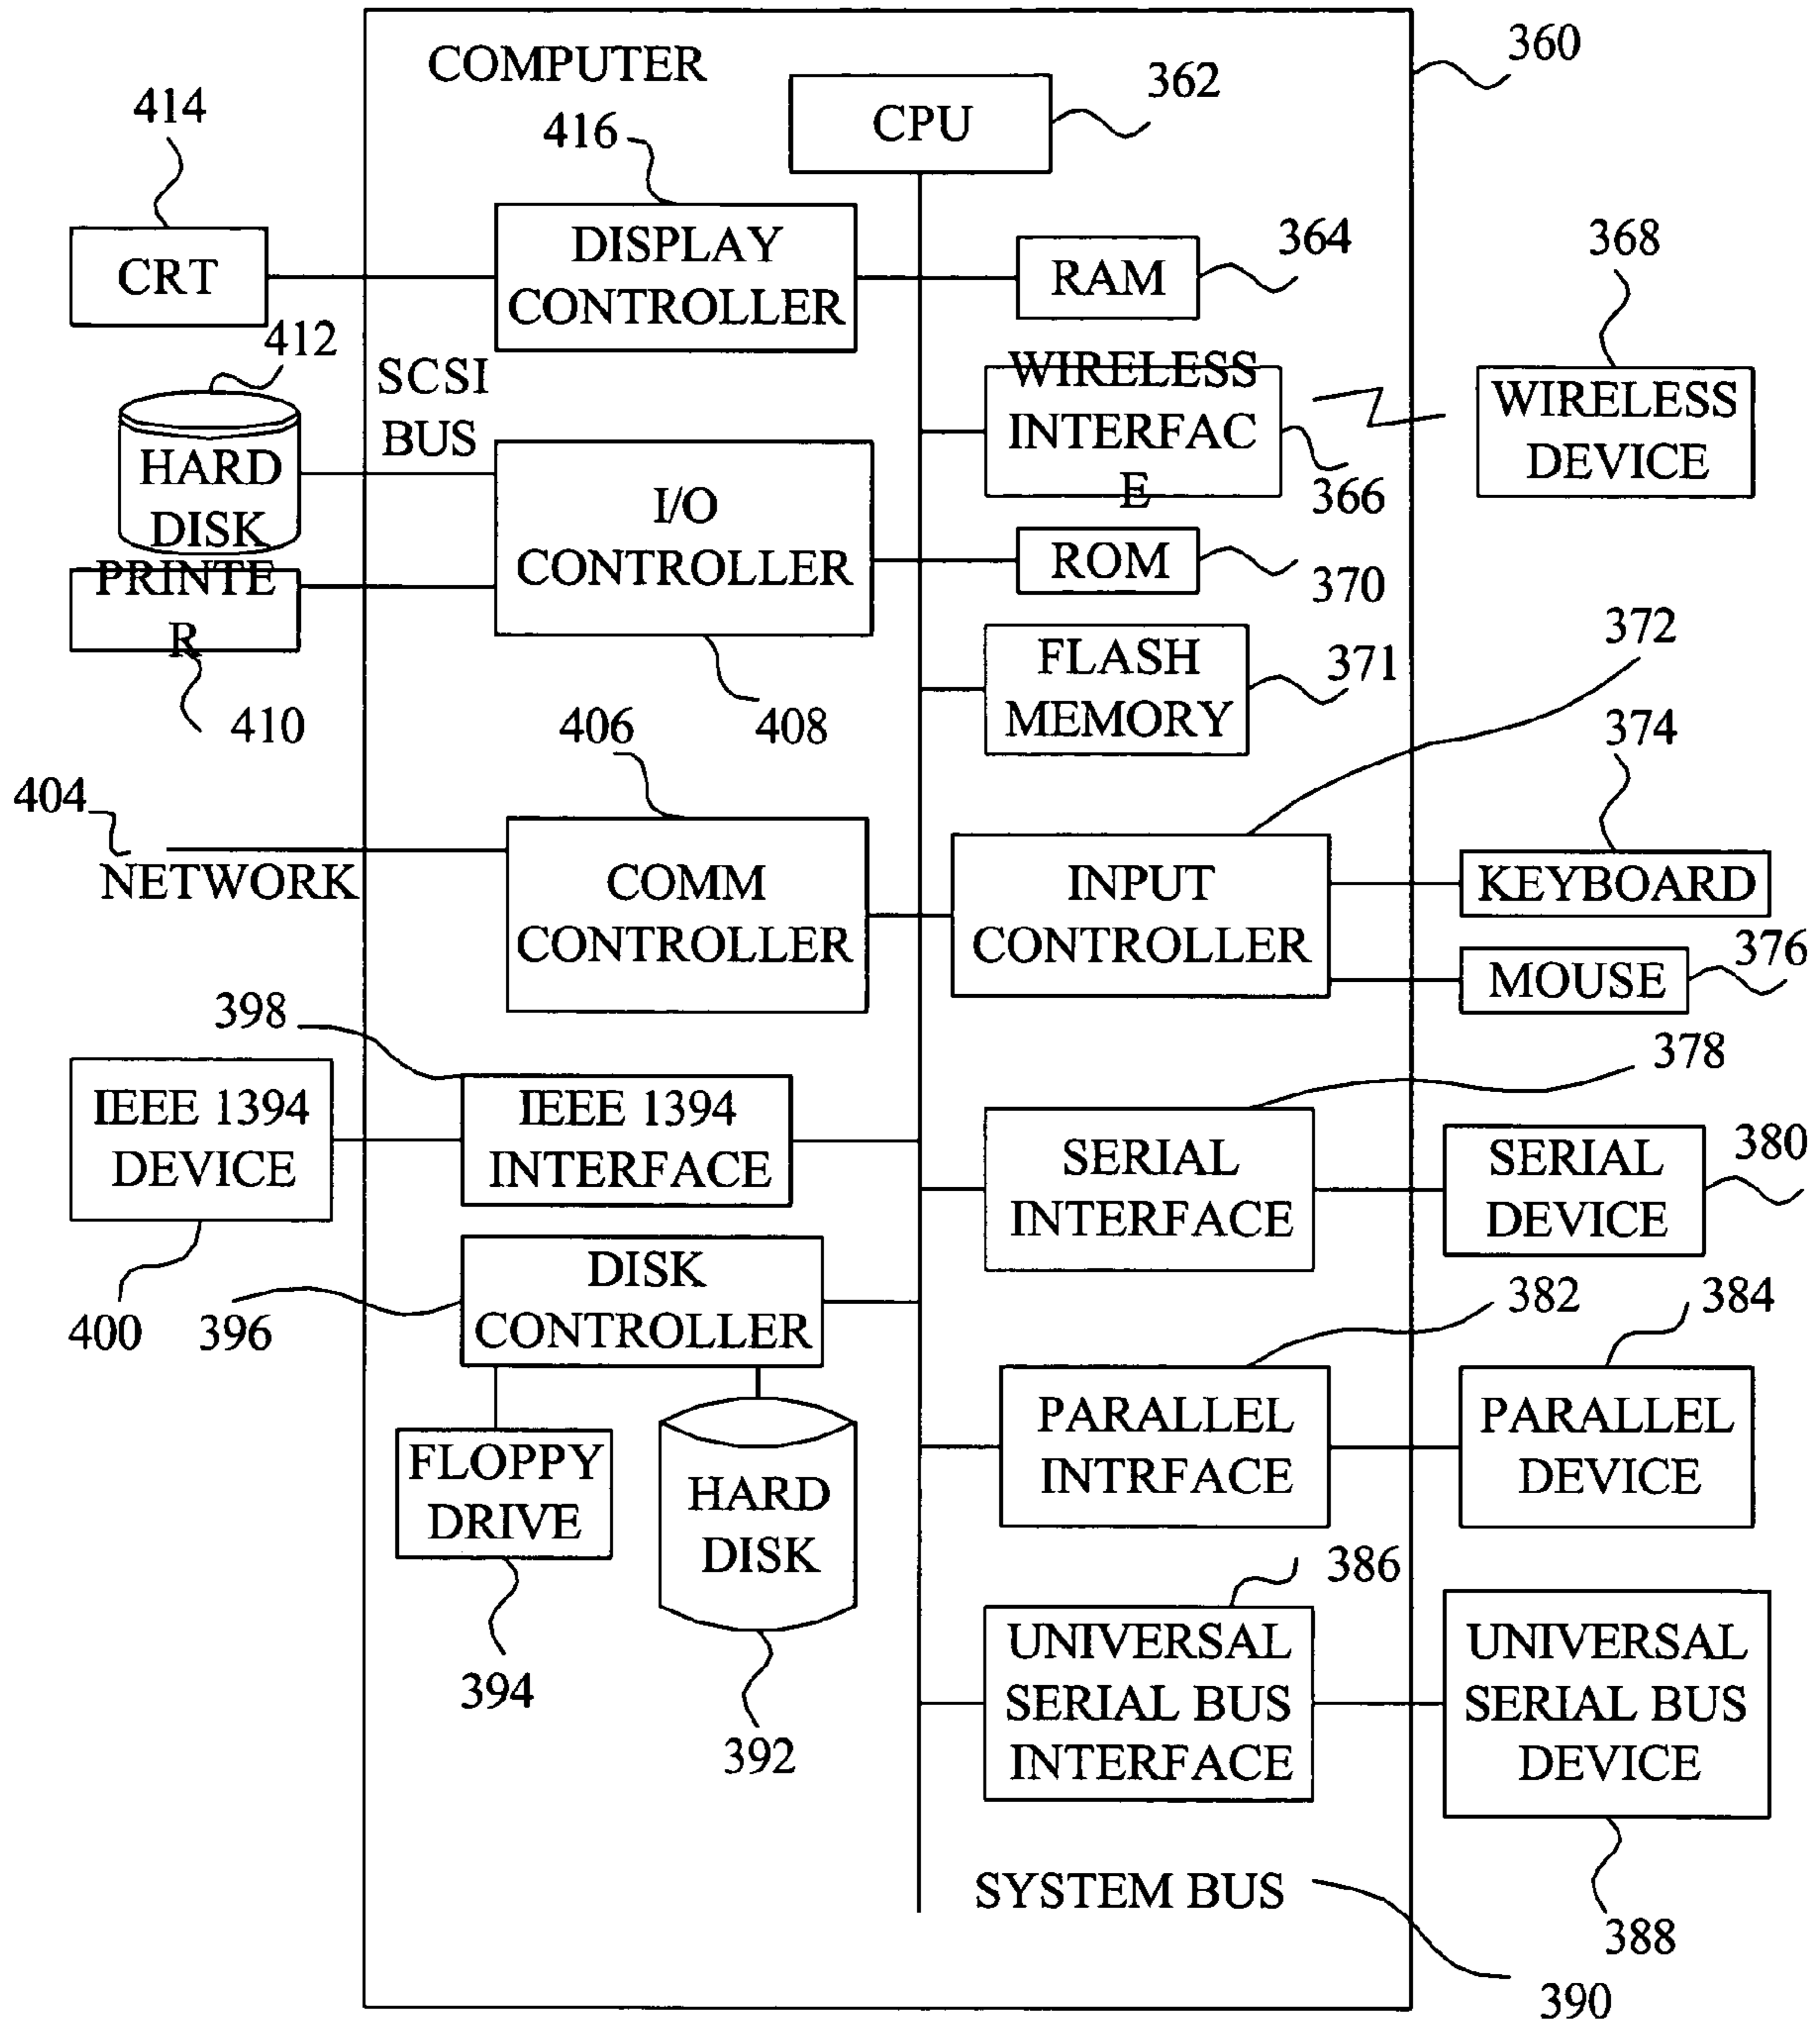 360
COMPUTER
362
CPU
414
416
CRT
DISPLAY
CONTROLLER
364
RAM
368
412
SCSI
BUS
WIRELESS
INTERFAC
E
366
WIRELESS
DEVICE
HARD
DISK
I/O
CONTROLLER
ROM
370
PRINTE
R
410
408
FLASH
MEMORY
371
372
406
374
404
NETWORK
COMM
CONTROLLER
INPUT
CONTROLLER
KEYBOARD
MOUSE
376
398
378
IEEE 1394
DEVICE
IEEE 1394
INTERFACE
SERIAL
INTERFACE
SERIAL
DEVICE
380
400
396
DISK
CONTROLLER
382
384
FLOPPY
DRIVE
HARD
DISK
PARALLEL
INTRFACE
PARALLEL
DEVICE
394
392
386
UNIVERSAL
SERIAL BUS
INTERFACE
UNIVERSAL
SERIAL BUS
DEVICE
388
SYSTEM BUS
390